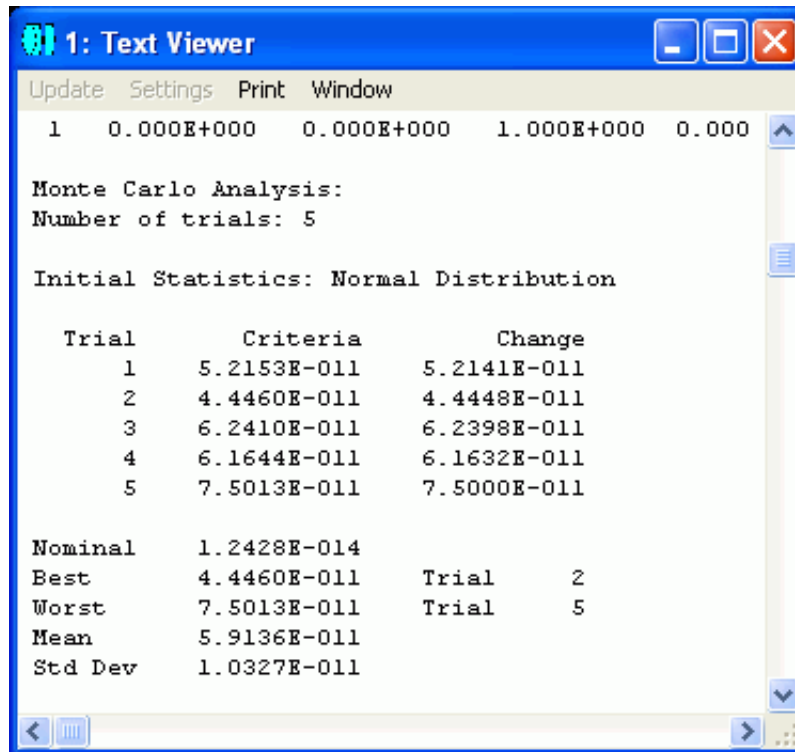 1: Text Viewer
Update Settings Print Window
1 0.000E+000 0.000E+000 1.000E+000 0.000
Monte Carlo Analysis:
Number of trials: 5
Initial Statistics: Normal Distribution
Trial Criteria Change
1 5.2153E-011 5.2141E-011
2 4.4460E-011 4.4448E-011
3 6.2410E-011 6.2398E-011
4 6.1644E-011 6.1632E-011
5 7.5013E-011 7.5000E-011
Nominal 1.2428E-014
Best 4.4460E-011 Trial 2
Worst 7.5013E-011 Trial 5
Mean 5.9136E-011
Std Dev 1.0327E-011